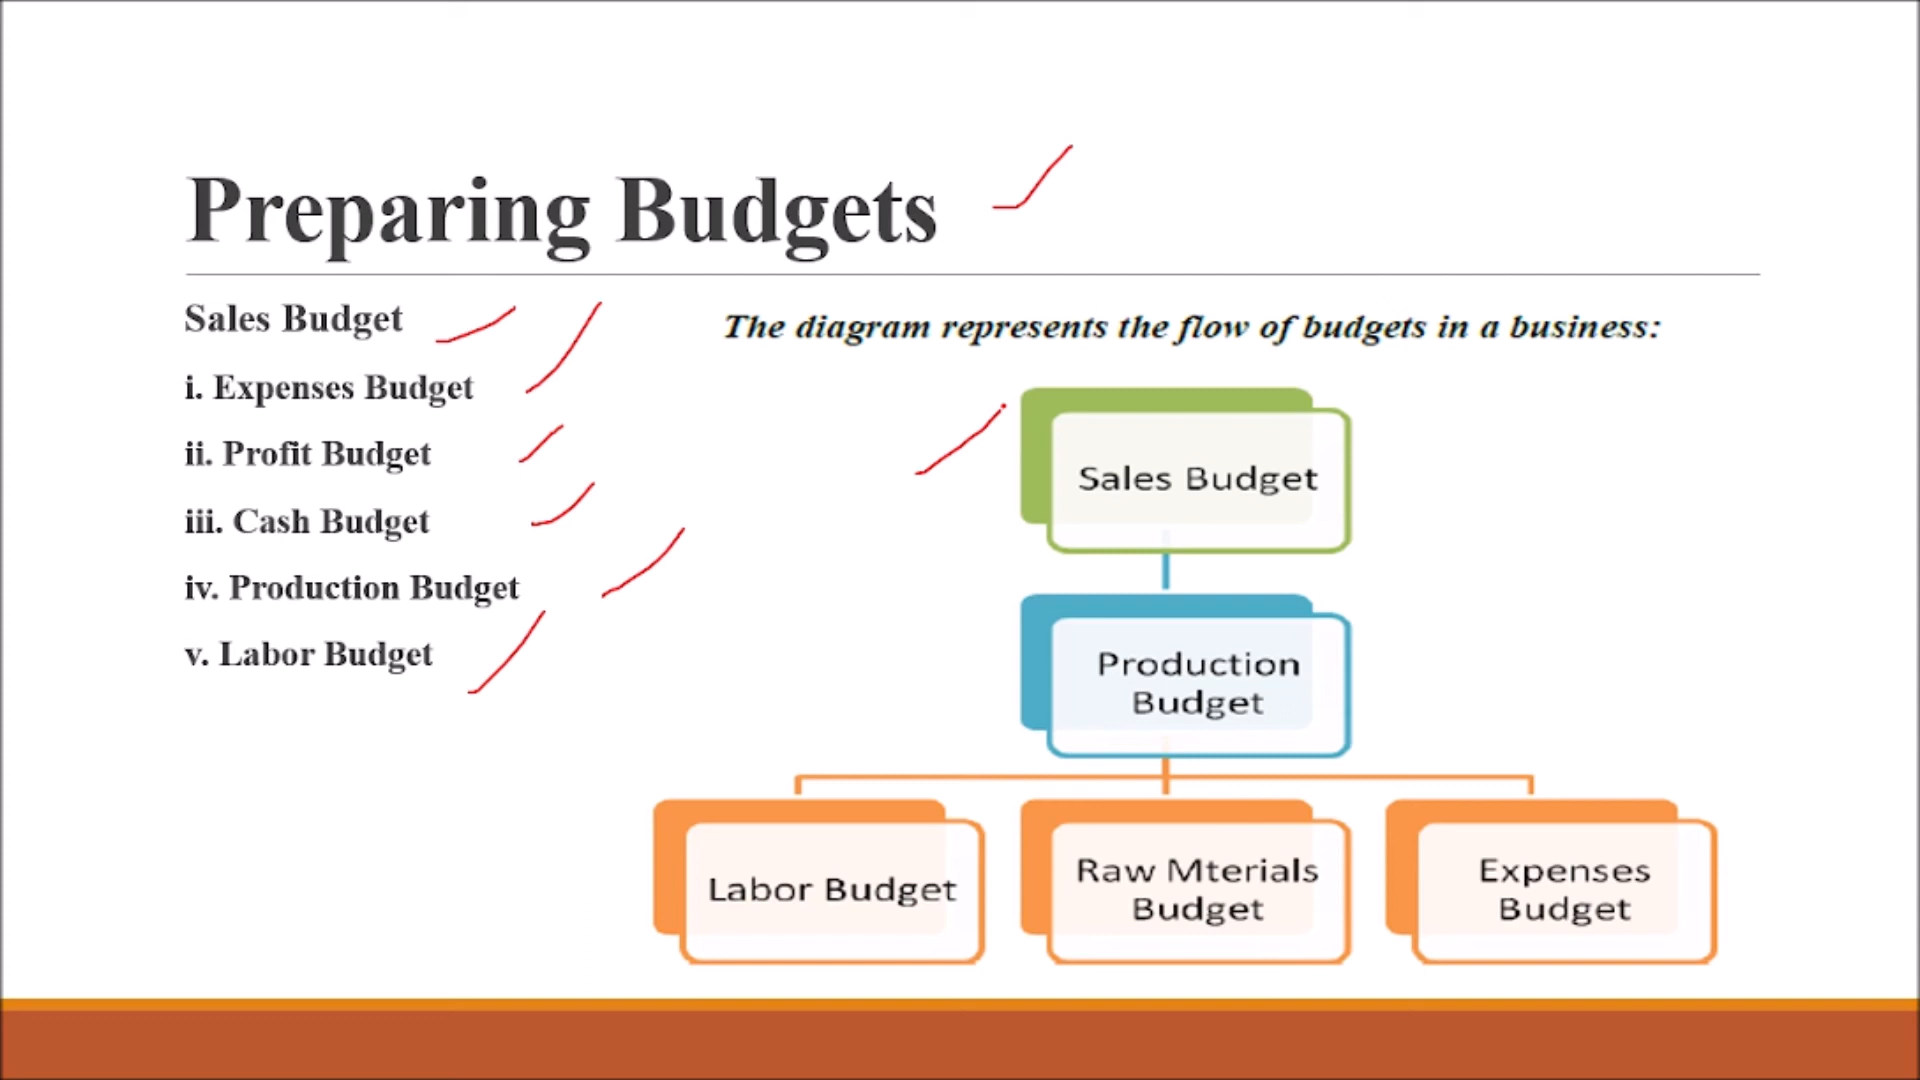 Preparing Budgets
Sales Budget
i. Expenses Budget
ii. Profit Budget
iii. Cash Budget
iv. Production Budget
v. Labor Budget
The diagram represents the flow of budgets in a business:
Sales Budget
Production
Budget
Labor Budget
Raw Mterials
Budget
Expenses
Budget